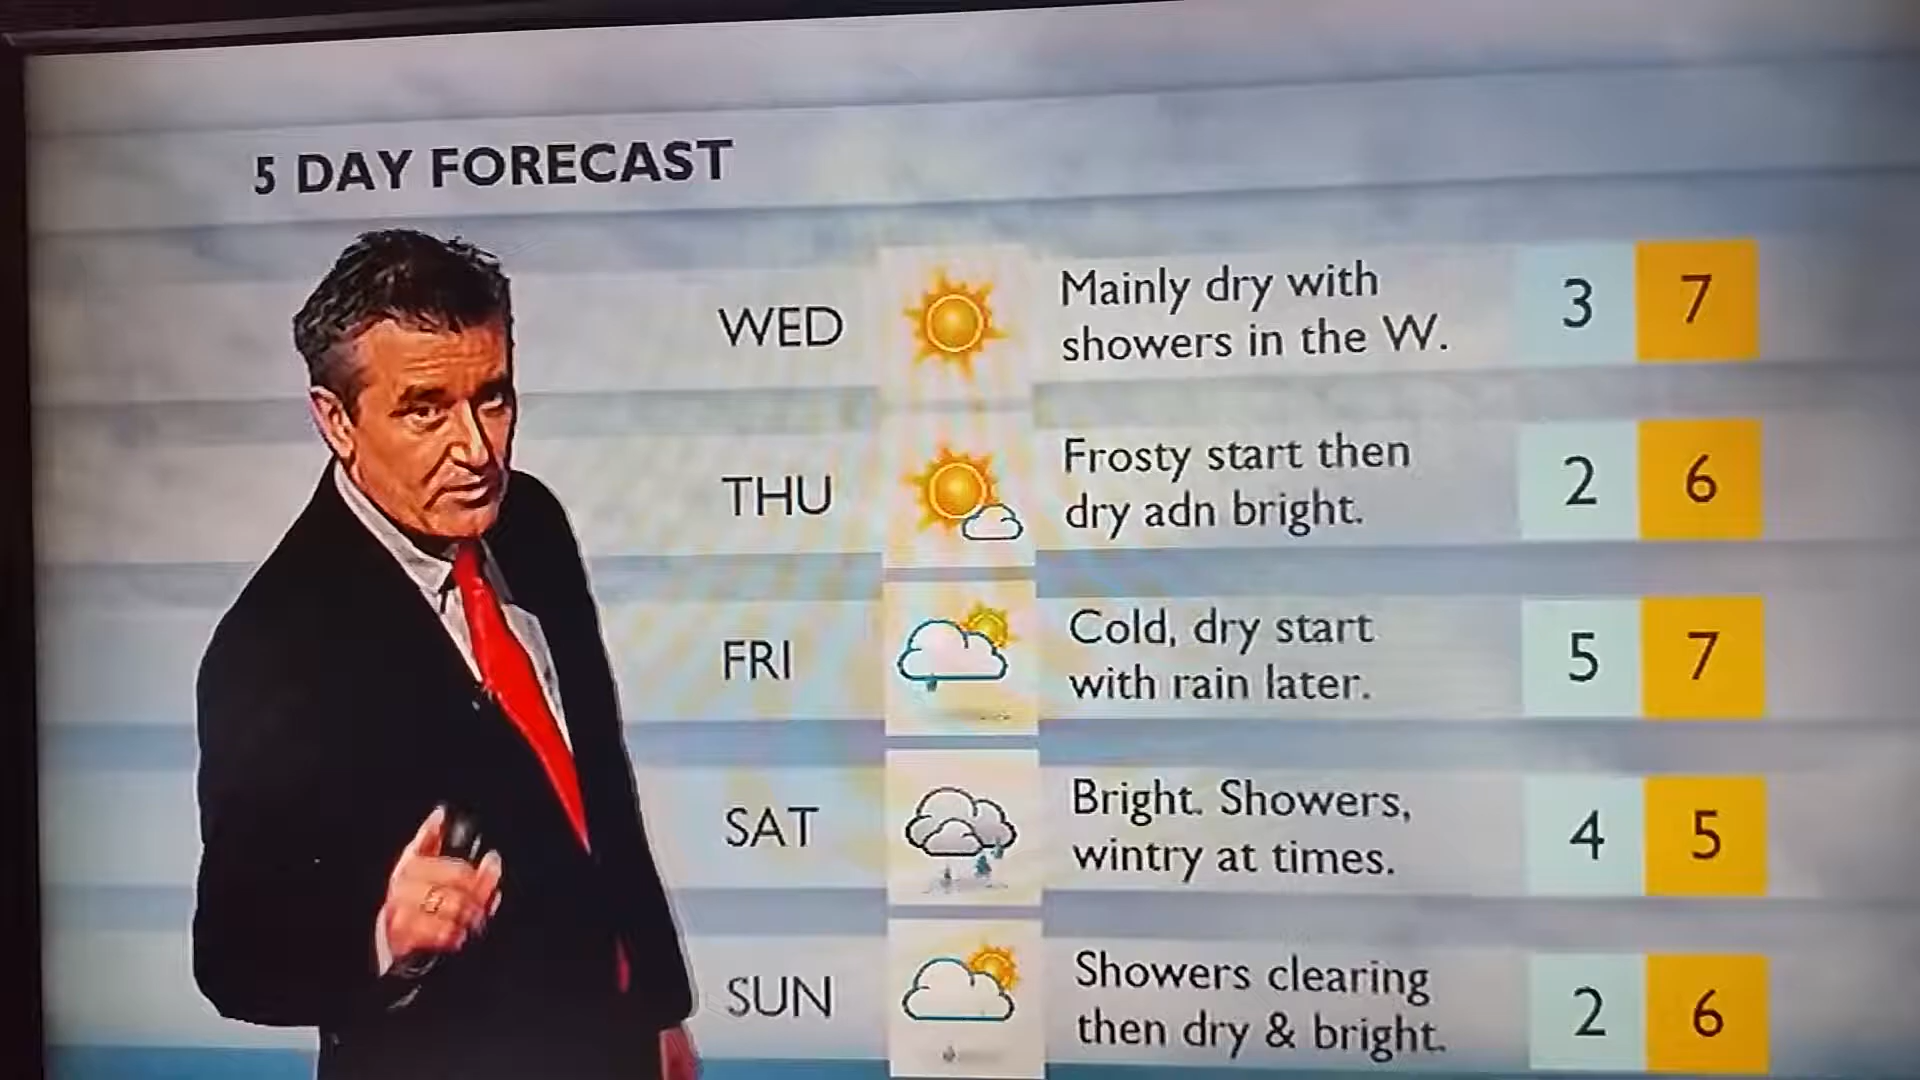 5 DAY FORECAST
WED
Mainly dry with
showers in the W.
3 7
THU
Frosty start then
dry adn bright.
2 6
FRI
Cold, dry start
with rain later.
5 7
SAT
Bright. Showers,
wintry at times.
4 5
SUN
Showers clearing
then dry & bright.
2 6